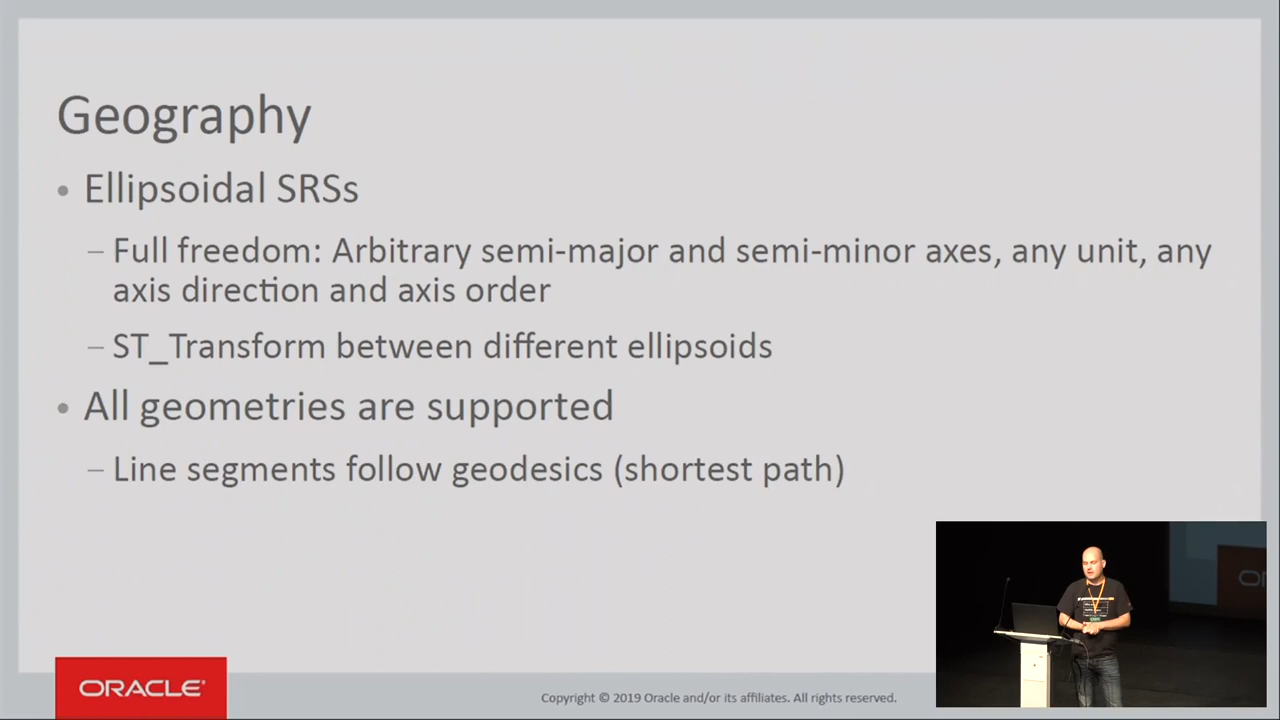 Geography
• Ellipsoidal SRSs
– Full freedom: Arbitrary semi-major and semi-minor axes, any unit, any
axis direction and axis order
– ST_Transform between different ellipsoids
• All geometries are supported
– Line segments follow geodesics (shortest path)
ORACLE
Copyright © 2019 Oracle and/or its affiliates. All rights reserved.